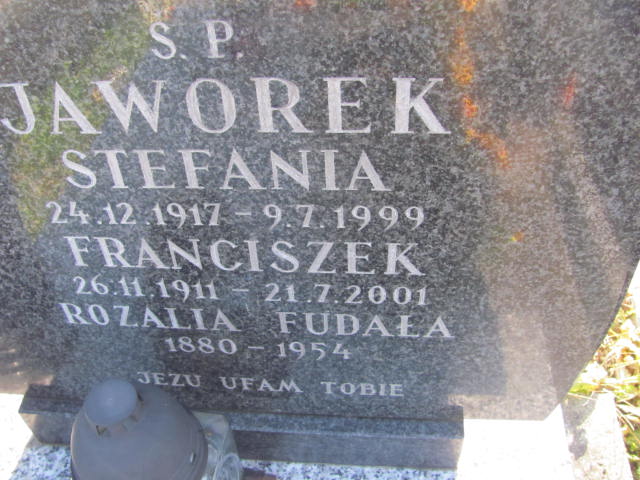 S. P.
JAWOREK
STEFANIA
24.12.1917 – 9.7.1999
FRANCISZEK
26.11.1911 – 21.7.2001
ROZALIA FUDAŁA
1880 – 1954
JEZU UFAM TOBIE